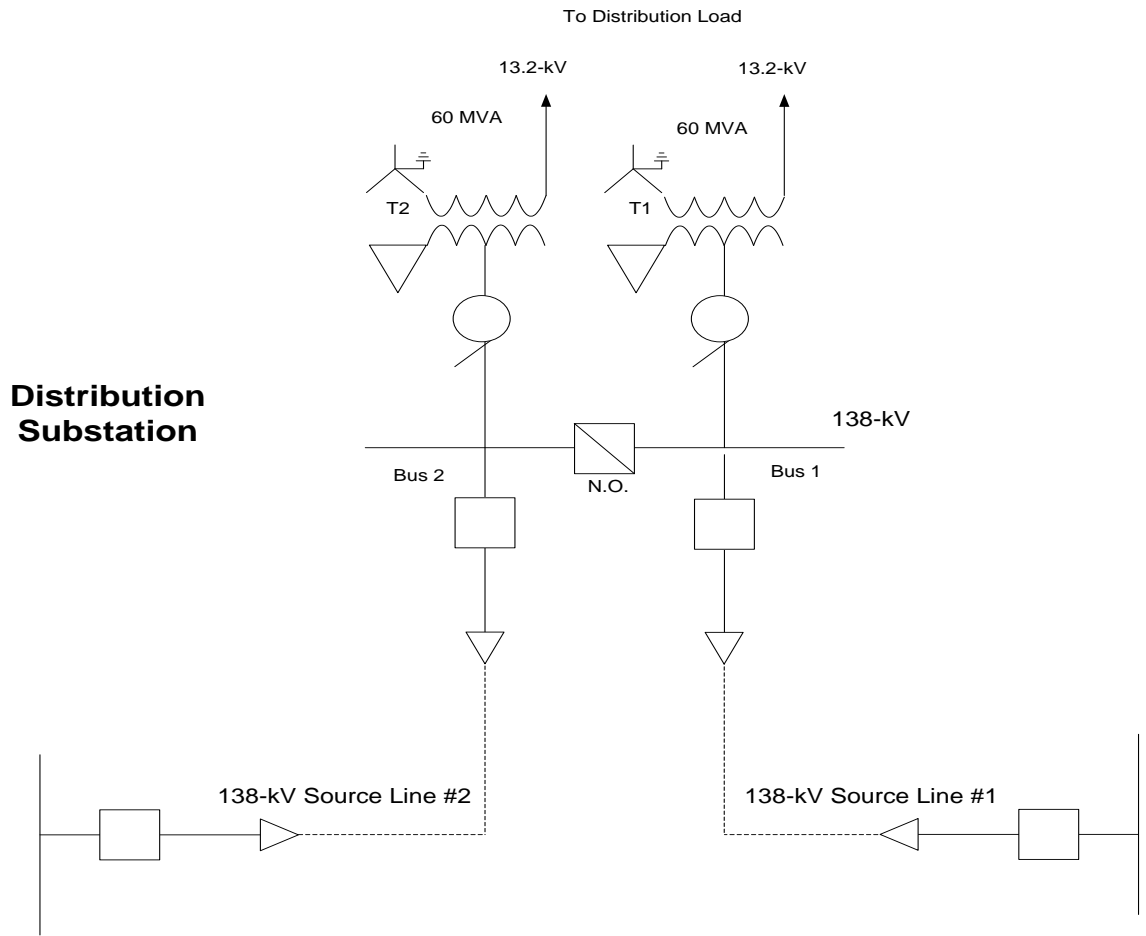 To Distribution Load
13.2-kV
13.2-kV
60 MVA
60 MVA
T2
T1
Distribution
Substation
138-kV
Bus 2
Bus 1
N.O.
138-kV Source Line #2
138-kV Source Line #1